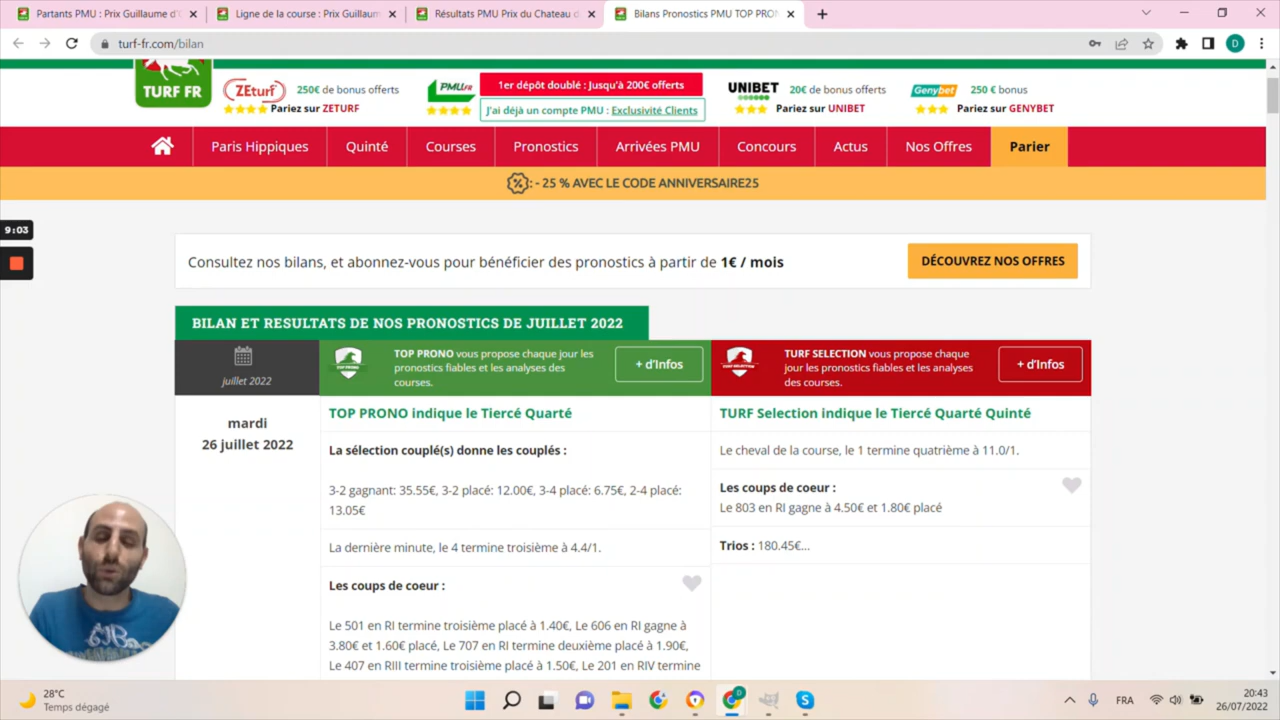 Partants PMU : Prix Guillaume d'O
Ligne de la course : Prix Guillaum
Résultats PMU Prix du Chateau d
Bilans Pronostics PMU TOP PRON
turf-fr.com/bilan
D
TURF FR
ZEturf
250€ de bonus offerts
Pariez sur ZETURF
PMU.fr
1er dépôt doublé : Jusqu'à 200€ offerts
J'ai déjà un compte PMU : Exclusivité Clients
UNIBET
20€ de bonus offerts
Pariez sur UNIBET
Genybet
250 € bonus
Pariez sur GENYBET
Paris Hippiques
Quinté
Courses
Pronostics
Arrivées PMU
Concours
Actus
Nos Offres
Parier
: - 25 % AVEC LE CODE ANNIVERSAIRE25
9:03
Consultez nos bilans, et abonnez-vous pour bénéficier des pronostics à partir de 1€ / mois
DÉCOUVREZ NOS OFFRES
BILAN ET RESULTATS DE NOS PRONOSTICS DE JUILLET 2022
juillet 2022
TOP PRONO
TOP PRONO vous propose chaque jour les
pronostics fiables et les analyses des
courses.
+ d'Infos
TURF SELECTION
TURF SELECTION vous propose chaque
jour les pronostics fiables et les analyses
des courses.
+ d'Infos
mardi
26 juillet 2022
TOP PRONO indique le Tiercé Quarté
La sélection couplé(s) donne les couplés :
3-2 gagnant: 35.55€, 3-2 placé: 12.00€, 3-4 placé: 6.75€, 2-4 placé:
13.05€
La dernière minute, le 4 termine troisième à 4.4/1.
Les coups de coeur :
Le 501 en RI termine troisième placé à 1.40€, Le 606 en RI gagne à
3.80€ et 1.60€ placé, Le 707 en RI termine deuxième placé à 1.90€,
Le 407 en RIII termine troisième placé à 1.50€, Le 201 en RIV termine
TURF Selection indique le Tiercé Quarté Quinté
Le cheval de la course, le 1 termine quatrième à 11.0/1.
Les coups de coeur :
Le 803 en RI gagne à 4.50€ et 1.80€ placé
Trios : 180.45€...
28°C
Temps dégagé
D
FRA
20:43
26/07/2022